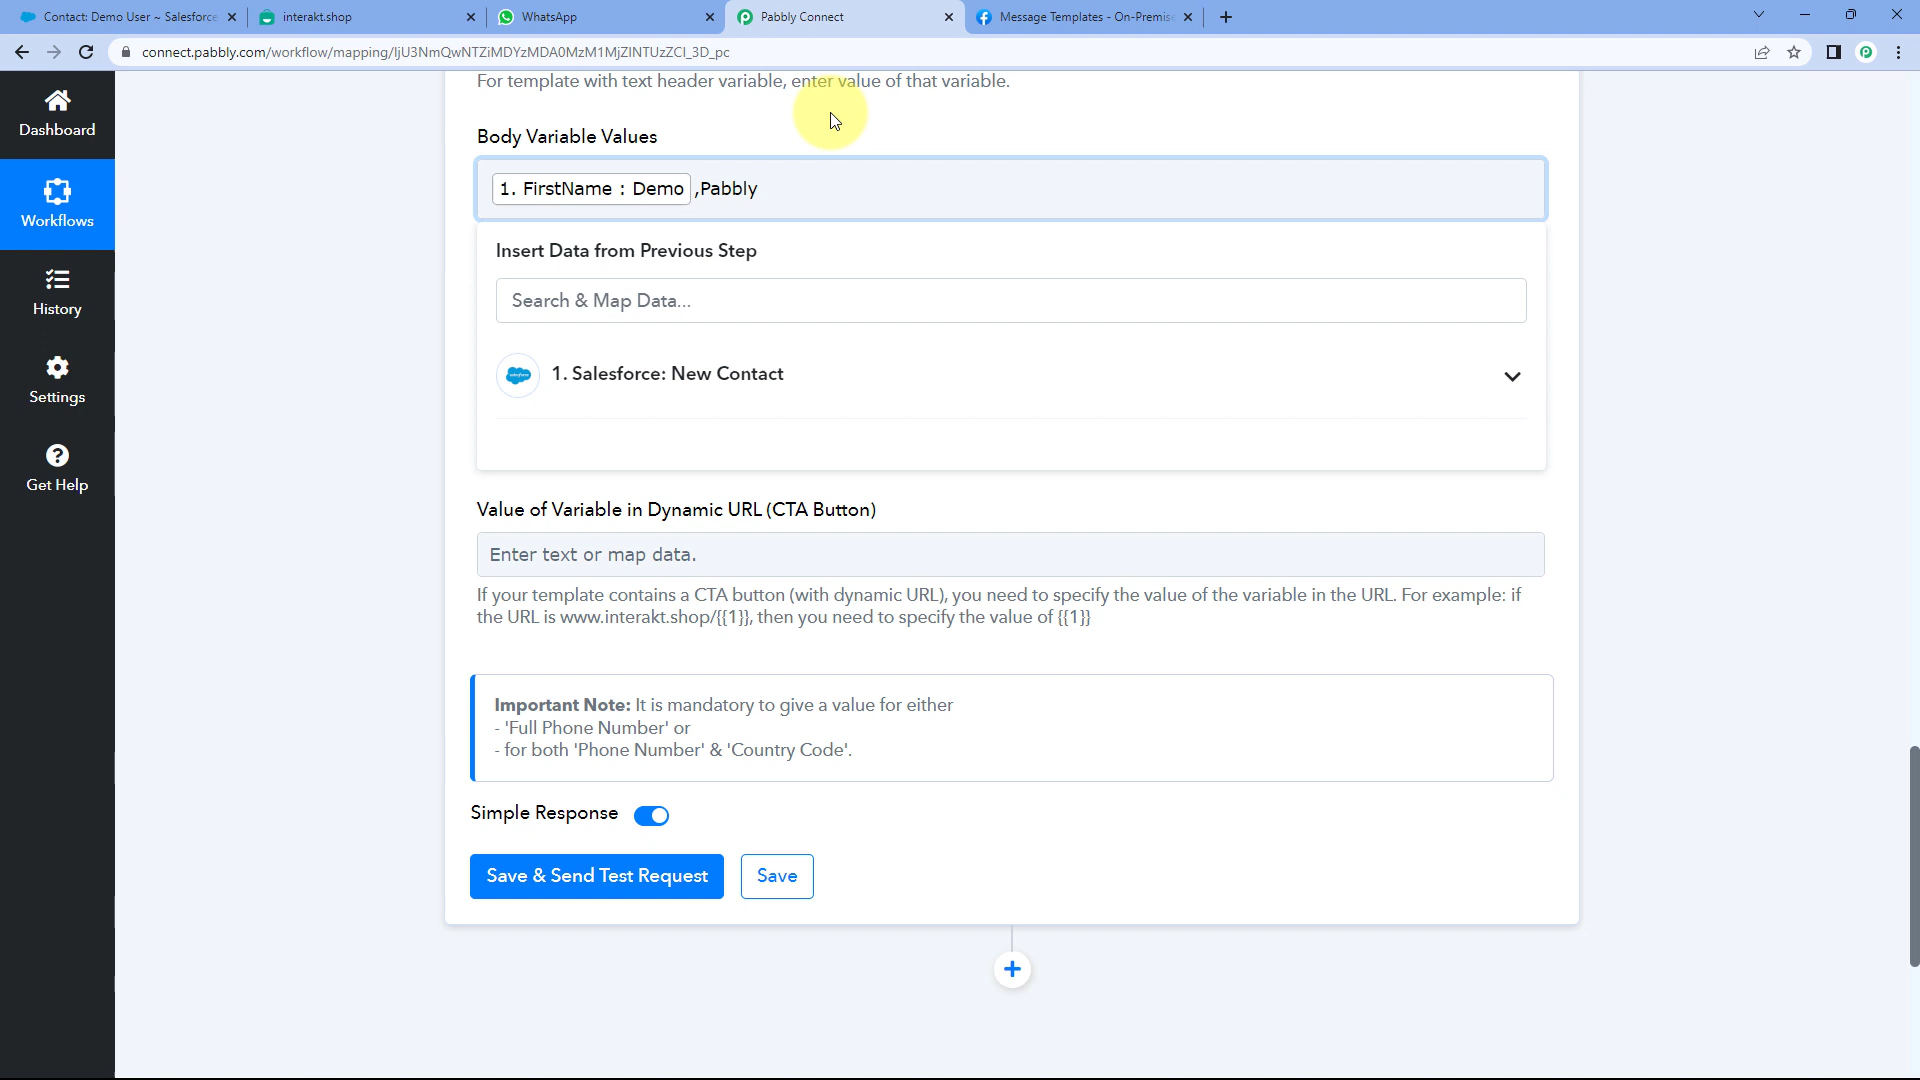 Contact: Demo User ~ Salesforce
interakt.shop
WhatsApp
Pabbly Connect
Message Templates - On-Premise
connect.pabbly.com/workflow/mapping/IjU3NmQwNTZiMDYzMDA0MzM1MjZlNTUzZCI_3D_pc
Dashboard
Workflows
History
Settings
Get Help
For template with text header variable, enter value of that variable.
Body Variable Values
1. FirstName : Demo ,Pabbly
Insert Data from Previous Step
Search & Map Data...
1. Salesforce: New Contact
Value of Variable in Dynamic URL (CTA Button)
Enter text or map data.
If your template contains a CTA button (with dynamic URL), you need to specify the value of the variable in the URL. For example: if
the URL is www.interakt.shop/{{1}}, then you need to specify the value of {{1}}
Important Note: It is mandatory to give a value for either
- 'Full Phone Number' or
- for both 'Phone Number' & 'Country Code'.
Simple Response
Save & Send Test Request
Save